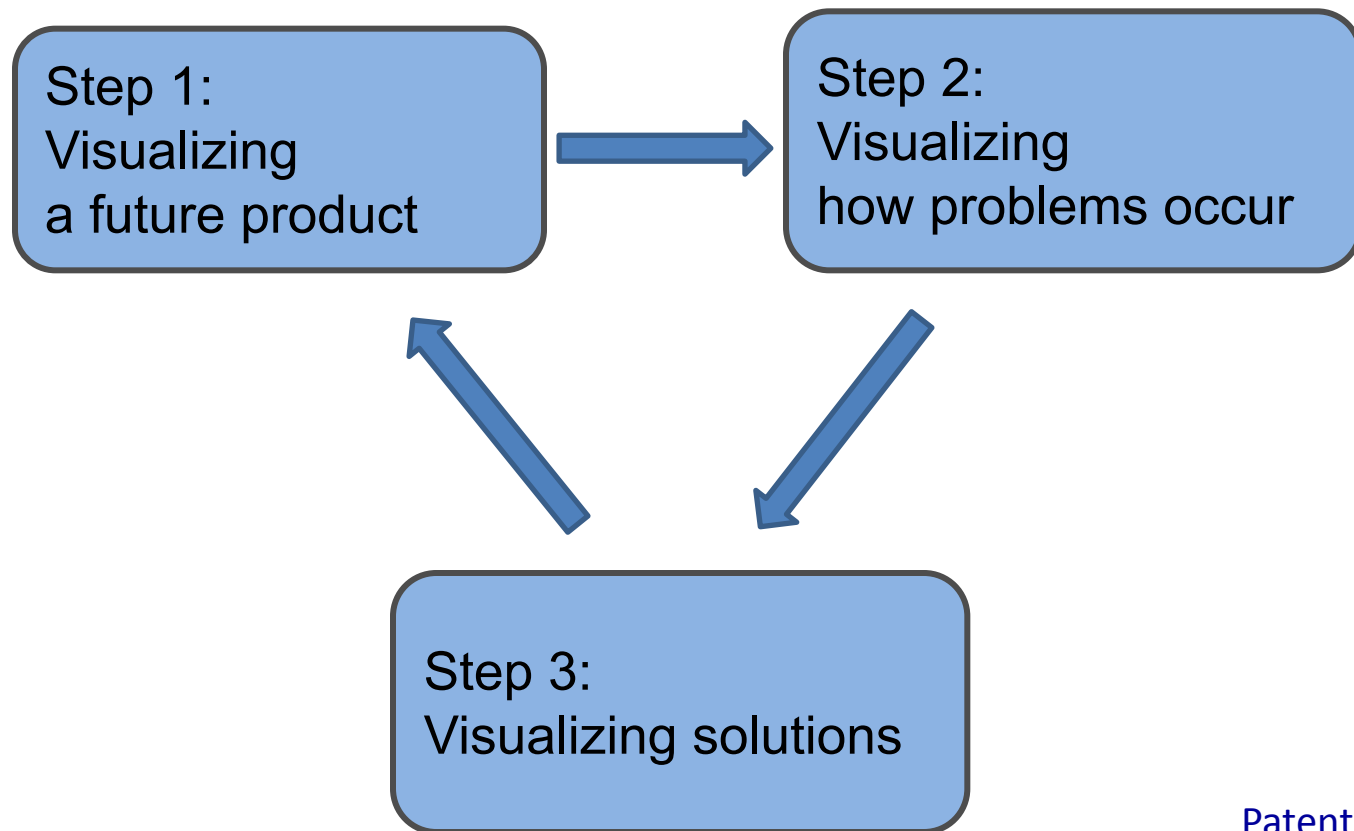 Step 1:
Visualizing
a future product
Step 2:
Visualizing
how problems occur
Step 3:
Visualizing solutions
Patent